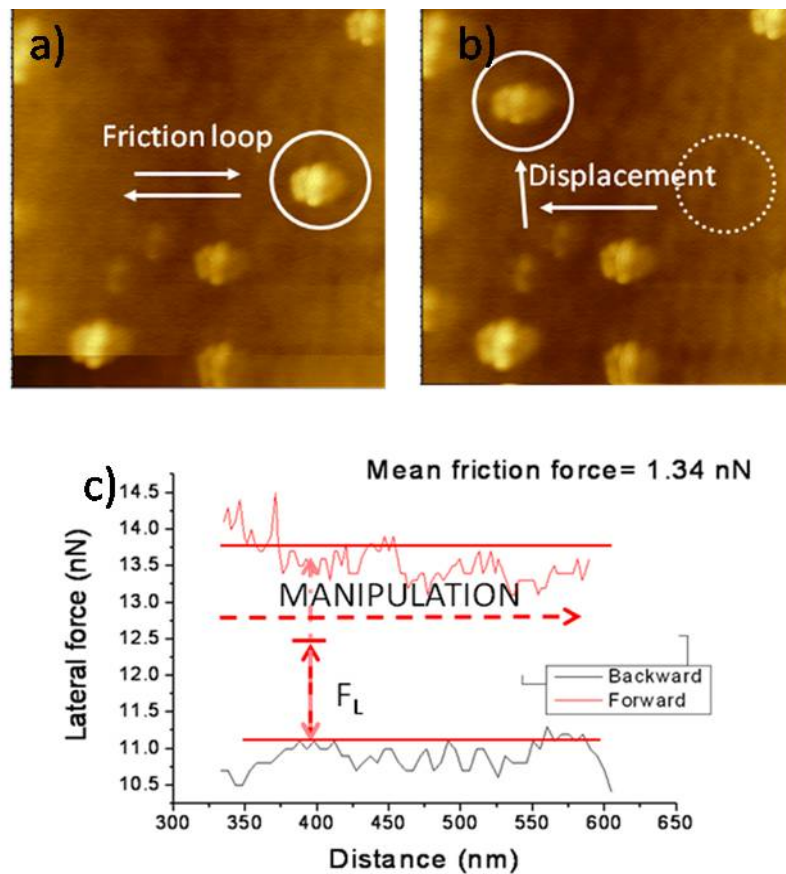 a)
Friction loop
b)
Displacement
c)
Mean friction force= 1.34 nN
Lateral force (nN)
14.5
14.0
13.5
13.0
12.5
12.0
11.5
11.0
10.5
MANIPULATION
F_L
Backward
Forward
300 350 400 450 500 550 600 650
Distance (nm)